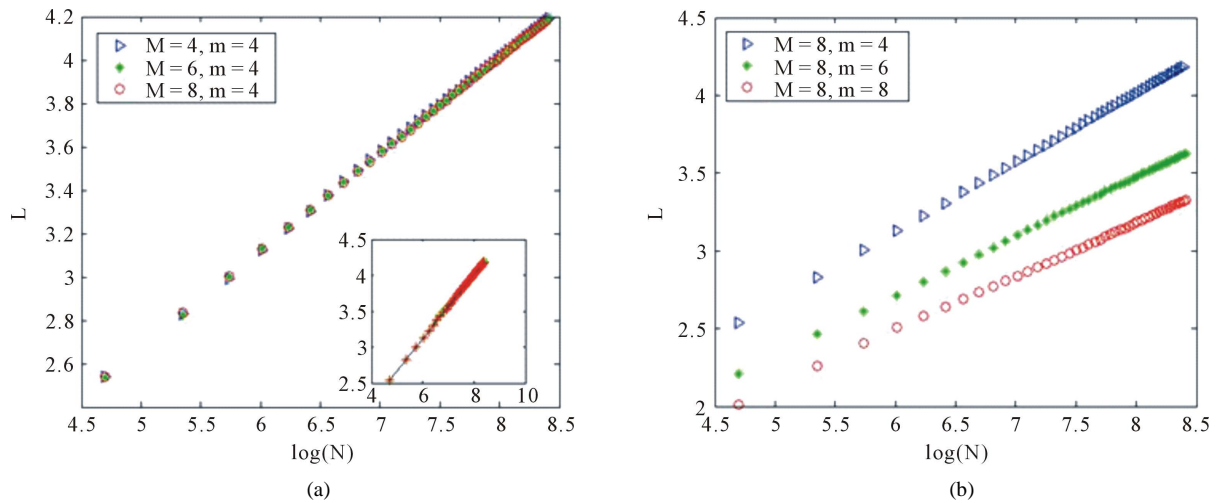 4.2
4
3.8
3.6
3.4
3.2
3
2.8
2.6
L
M = 4, m = 4
M = 6, m = 4
M = 8, m = 4
4.5
4
3.5
3
2.5
4 6 8 10
4.5 5 5.5 6 6.5 7 7.5 8 8.5
log(N)
(a)
4.5
4
3.5
3
2.5
2
L
M = 8, m = 4
M = 8, m = 6
M = 8, m = 8
4.5 5 5.5 6 6.5 7 7.5 8 8.5
log(N)
(b)